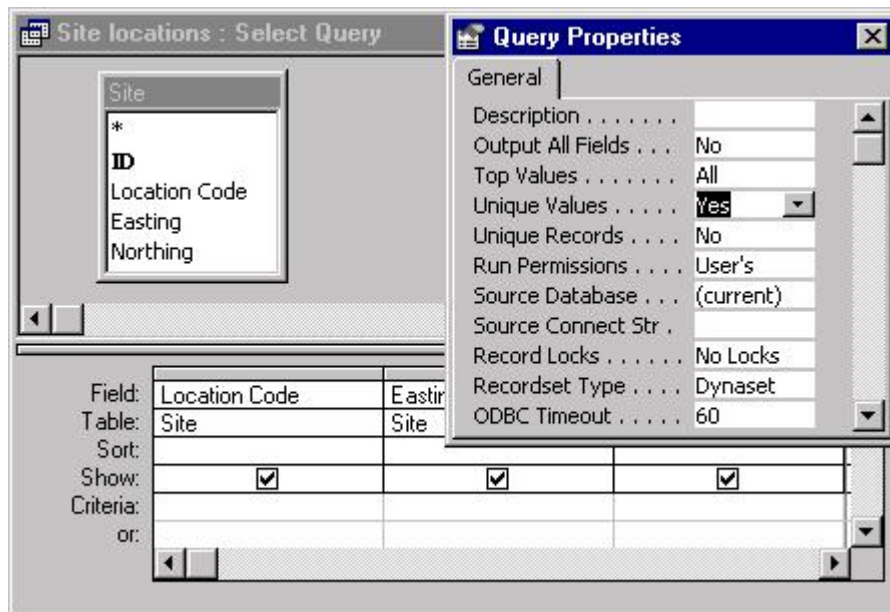 Site locations : Select Query
Site
*
ID
Location Code
Easting
Northing
Query Properties
General
Description . . . . . . .
Output All Fields . . . No
Top Values . . . . . . . All
Unique Values . . . . . Yes
Unique Records . . . . No
Run Permissions . . . . User's
Source Database . . . (current)
Source Connect Str .
Record Locks . . . . . . No Locks
Recordset Type . . . . Dynaset
ODBC Timeout . . . . . 60
Field: Location Code
Table: Site Site
Sort:
Show:
Criteria:
or: